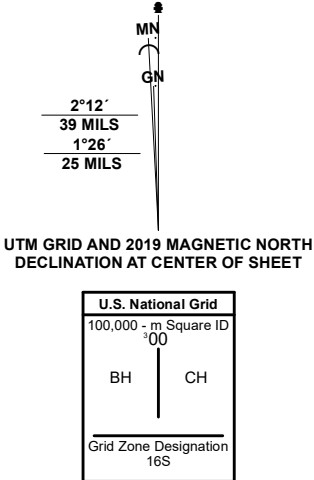 MN
GN
2°12´
39 MILS
1°26´
25 MILS
UTM GRID AND 2019 MAGNETIC NORTH
DECLINATION AT CENTER OF SHEET
U.S. National Grid
100,000 - m Square ID
³00
BH CH
Grid Zone Designation
16S